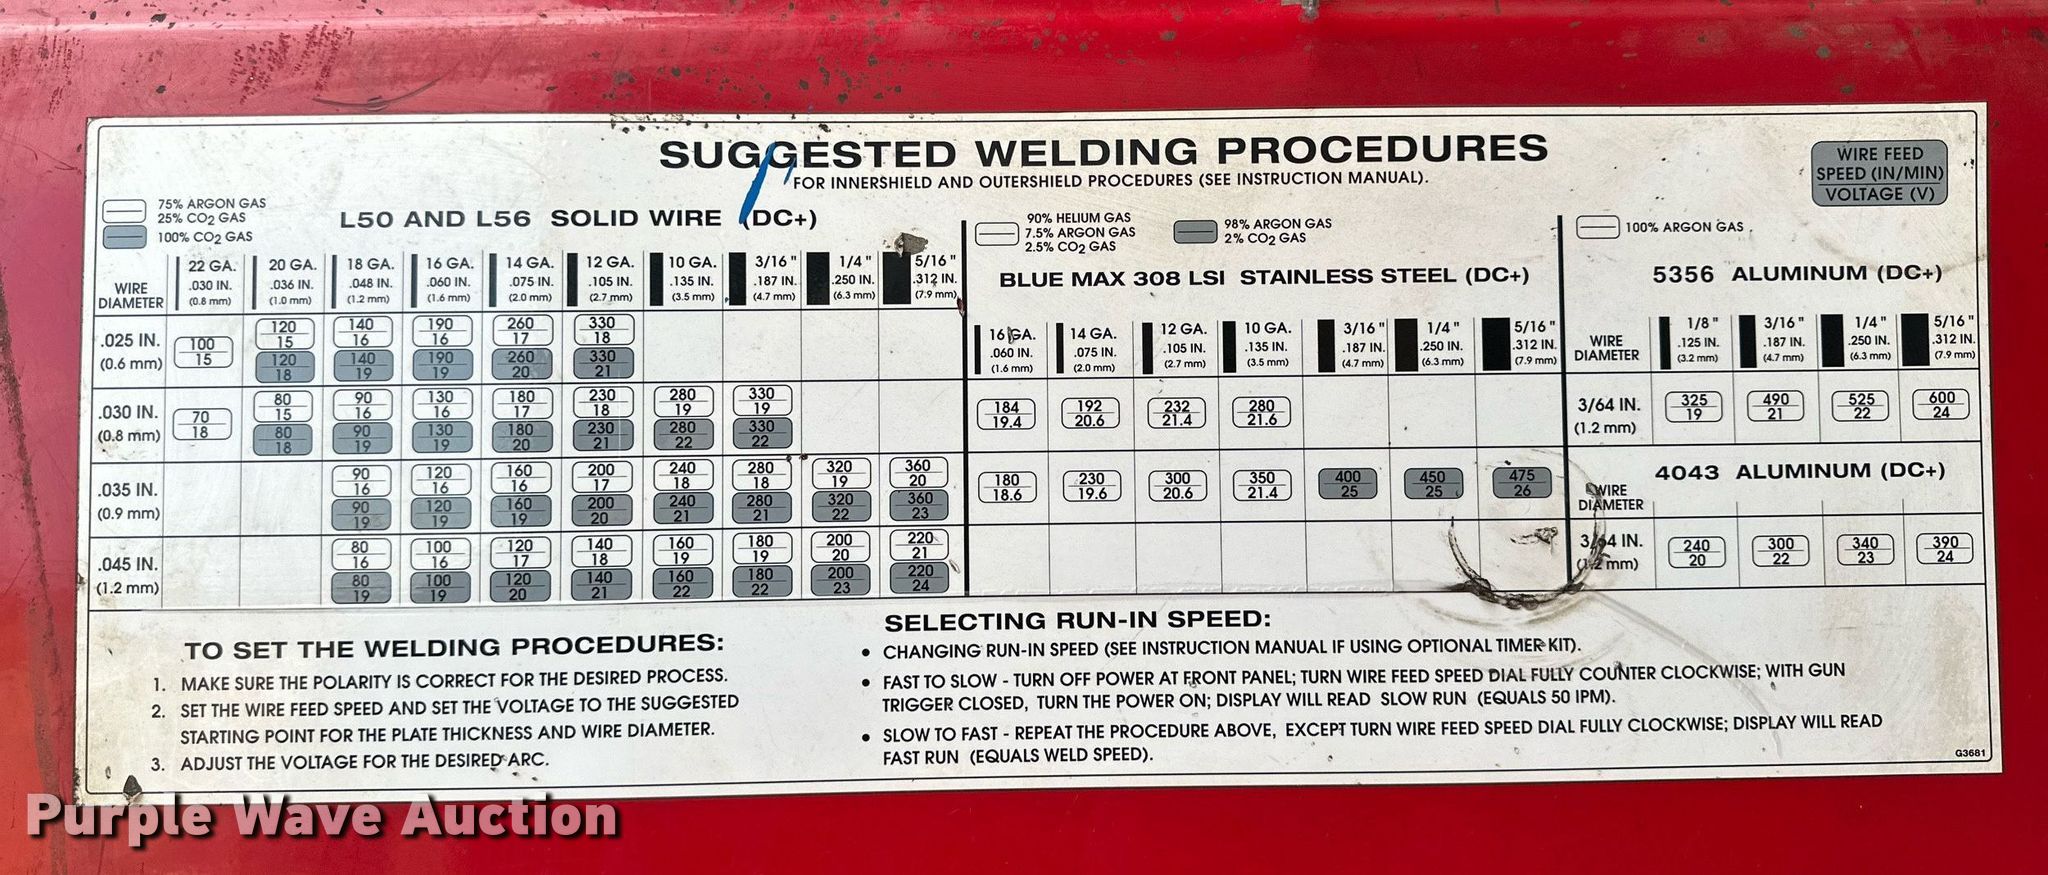 SUGGESTED WELDING PROCEDURES
FOR INNERSHIELD AND OUTERSHIELD PROCEDURES (SEE INSTRUCTION MANUAL).
WIRE FEED
SPEED (IN/MIN)
VOLTAGE (V)
75% ARGON GAS
25% CO2 GAS
100% CO2 GAS
L50 AND L56 SOLID WIRE (DC+)
WIRE
DIAMETER
22 GA. 20 GA. 18 GA. 16 GA. 14 GA. 12 GA. 10 GA. 3/16 " 1/4 " 5/16 "
.030 IN. .036 IN. .048 IN. .060 IN. .075 IN. .105 IN. .135 IN. .187 IN. .250 IN. .312 IN.
(0.8 mm) (1.0 mm) (1.2 mm) (1.6 mm) (2.0 mm) (2.7 mm) (3.5 mm) (4.7 mm) (6.3 mm) (7.9 mm)
.025 IN.
(0.6 mm)
100 120 140 190 260 330
15 15 16 16 17 18
120 140 190 260 330
18 19 19 20 21
.030 IN.
(0.8 mm)
70 80 90 130 180 230 280 330
18 15 16 16 17 18 19 19
80 90 130 180 230 280 330
18 19 19 20 21 22 22
.035 IN.
(0.9 mm)
90 120 160 200 240 280 320 360
16 16 16 17 18 18 19 20
90 120 160 200 240 280 320 360
19 19 19 20 21 21 22 23
.045 IN.
(1.2 mm)
80 100 120 140 160 180 200 220
16 16 17 18 19 19 20 21
80 100 120 140 160 180 200 220
19 19 20 21 22 22 23 24
90% HELIUM GAS
7.5% ARGON GAS
2.5% CO2 GAS
98% ARGON GAS
2% CO2 GAS
BLUE MAX 308 LSI STAINLESS STEEL (DC+)
16 GA. 14 GA. 12 GA. 10 GA. 3/16 " 1/4 " 5/16 "
.060 IN. .075 IN. .105 IN. .135 IN. .187 IN. .250 IN. .312 IN.
(1.6 mm) (2.0 mm) (2.7 mm) (3.5 mm) (4.7 mm) (6.3 mm) (7.9 mm)
184 192 232 280
19.4 20.6 21.4 21.6
180 230 300 350 400 450 475
18.6 19.6 20.6 21.4 25 25 26
100% ARGON GAS .
5356 ALUMINUM (DC+)
WIRE
DIAMETER
1/8 " 3/16 " 1/4 " 5/16 "
.125 IN. .187 IN. .250 IN. .312 IN.
(3.2 mm) (4.7 mm) (6.3 mm) (7.9 mm)
3/64 IN.
(1.2 mm)
325 490 525 600
19 21 22 24
4043 ALUMINUM (DC+)
WIRE
DIAMETER
3/64 IN.
(1.2 mm)
240 300 340 390
20 22 23 24
TO SET THE WELDING PROCEDURES:
1. MAKE SURE THE POLARITY IS CORRECT FOR THE DESIRED PROCESS.
2. SET THE WIRE FEED SPEED AND SET THE VOLTAGE TO THE SUGGESTED
STARTING POINT FOR THE PLATE THICKNESS AND WIRE DIAMETER.
3. ADJUST THE VOLTAGE FOR THE DESIRED ARC.
SELECTING RUN-IN SPEED:
• CHANGING RUN-IN SPEED (SEE INSTRUCTION MANUAL IF USING OPTIONAL TIMER KIT).
• FAST TO SLOW - TURN OFF POWER AT FRONT PANEL; TURN WIRE FEED SPEED DIAL FULLY COUNTER CLOCKWISE; WITH GUN
TRIGGER CLOSED, TURN THE POWER ON; DISPLAY WILL READ SLOW RUN (EQUALS 50 IPM).
• SLOW TO FAST - REPEAT THE PROCEDURE ABOVE, EXCEPT TURN WIRE FEED SPEED DIAL FULLY CLOCKWISE; DISPLAY WILL READ
FAST RUN (EQUALS WELD SPEED).
G3681
Purple Wave Auction